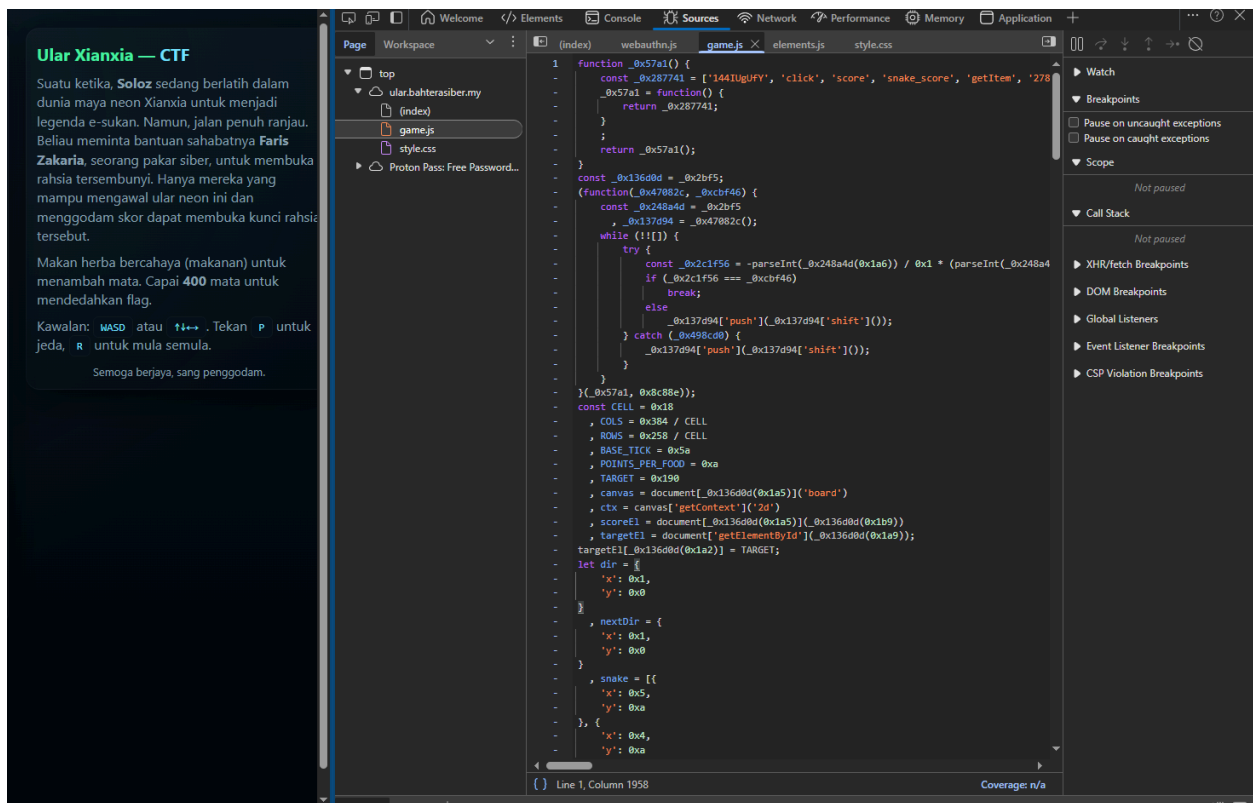 Welcome
Elements
Console
Sources
Network
Performance
Memory
Application
Page
Workspace
(index)
webauthn.js
game.js
elements.js
style.css
Ular Xianxia — CTF
Suatu ketika, Soloz sedang berlatih dalam
dunia maya neon Xianxia untuk menjadi
legenda e-sukan. Namun, jalan penuh ranjau.
Beliau meminta bantuan sahabatnya Faris
Zakaria, seorang pakar siber, untuk membuka
rahsia tersembunyi. Hanya mereka yang
mampu mengawal ular neon ini dan
menggodam skor dapat membuka kunci rahsia
tersebut.
Makan herba bercahaya (makanan) untuk
menambah mata. Capai 400 mata untuk
mendedahkan flag.
Kawalan: WASD atau ↑↓←→ . Tekan P untuk
jeda, R untuk mula semula.
Semoga berjaya, sang penggodam.
top
ular.bahterasiber.my
(index)
game.js
style.css
Proton Pass: Free Password...
1 function _0x57a1() {
- const _0x287741 = ['144IUgUfY', 'click', 'score', 'snake_score', 'getItem', '278
- _0x57a1 = function() {
- return _0x287741;
- }
- ;
- return _0x57a1();
- }
- const _0x136d0d = _0x2bf5;
- (function(_0x47082c, _0xcbf46) {
- const _0x248a4d = _0x2bf5
- , _0x137d94 = _0x47082c();
- while (!![]) {
- try {
- const _0x2c1f56 = -parseInt(_0x248a4d(0x1a6)) / 0x1 * (parseInt(_0x248a4
- if (_0x2c1f56 === _0xcbf46)
- break;
- else
- _0x137d94['push'](_0x137d94['shift']());
- } catch (_0x498cd0) {
- _0x137d94['push'](_0x137d94['shift']());
- }
- }
- }(_0x57a1, 0x8c88e));
- const CELL = 0x18
- , COLS = 0x384 / CELL
- , ROWS = 0x258 / CELL
- , BASE_TICK = 0x5a
- , POINTS_PER_FOOD = 0xa
- , TARGET = 0x190
- , canvas = document[_0x136d0d(0x1a5)]('board')
- , ctx = canvas['getContext']('2d')
- , scoreEl = document[_0x136d0d(0x1a5)](_0x136d0d(0x1b9))
- , targetEl = document['getElementById'](_0x136d0d(0x1a9));
- targetEl[_0x136d0d(0x1a2)] = TARGET;
- let dir = {
- 'x': 0x1,
- 'y': 0x0
- }
- , nextDir = {
- 'x': 0x1,
- 'y': 0x0
- }
- , snake = [{
- 'x': 0x5,
- 'y': 0xa
- }, {
- 'x': 0x4,
- 'y': 0xa
{ } Line 1, Column 1958
Coverage: n/a
Watch
Breakpoints
Pause on uncaught exceptions
Pause on caught exceptions
Scope
Not paused
Call Stack
Not paused
XHR/fetch Breakpoints
DOM Breakpoints
Global Listeners
Event Listener Breakpoints
CSP Violation Breakpoints